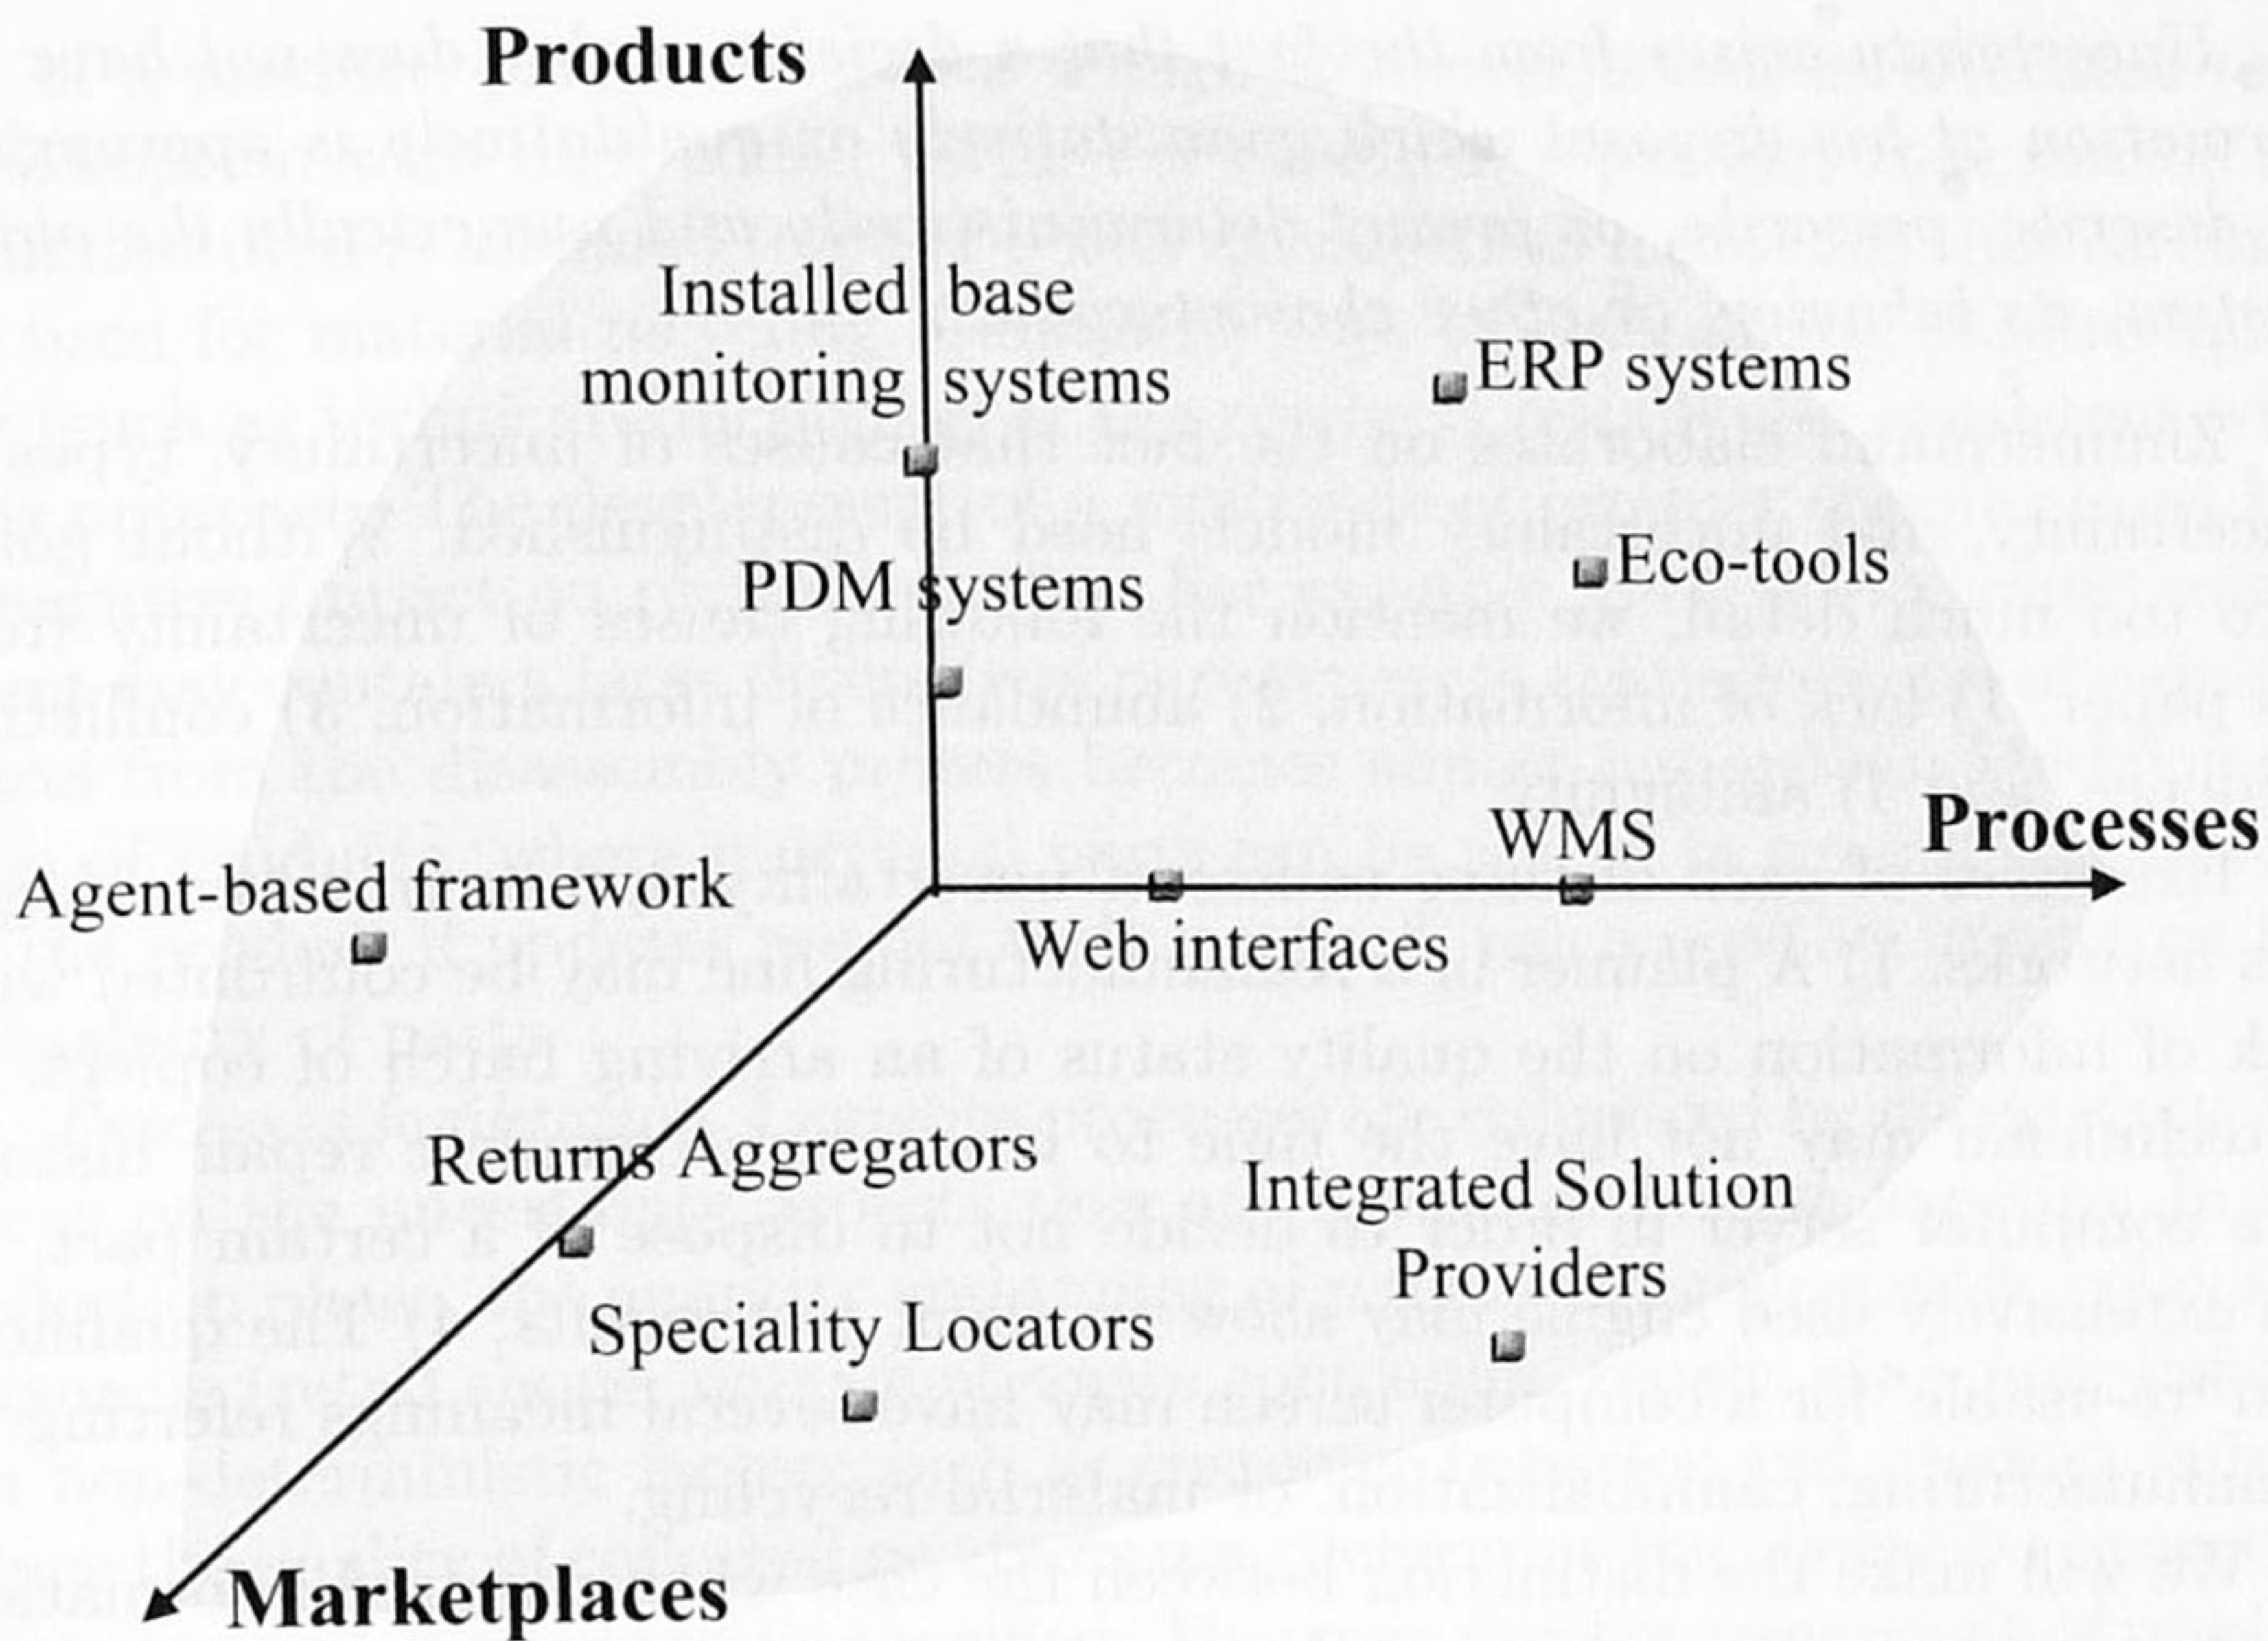 Products
Installed base
monitoring systems
ERP systems
Eco-tools
PDM systems
WMS
Processes
Agent-based framework
Web interfaces
Returns Aggregators
Integrated Solution
Providers
Speciality Locators
Marketplaces